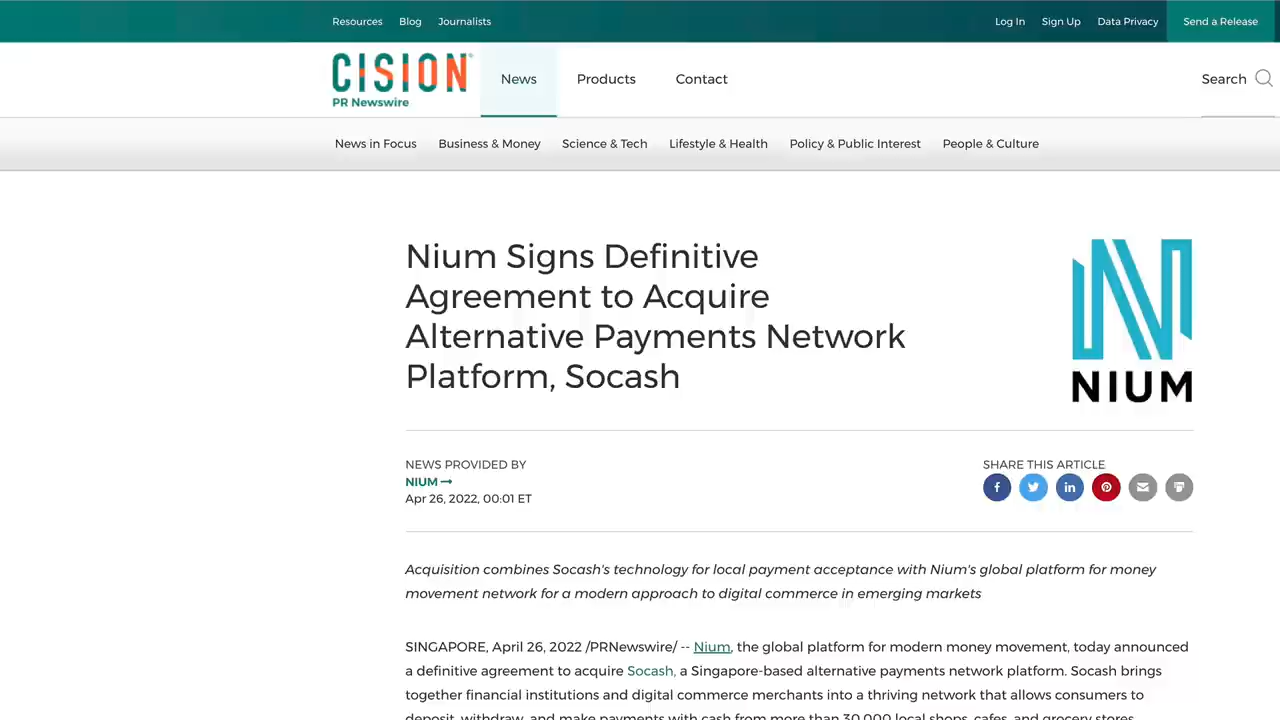 Resources Blog Journalists Log In Sign Up Data Privacy Send a Release
CISION
PR Newswire
News Products Contact Search
News in Focus Business & Money Science & Tech Lifestyle & Health Policy & Public Interest People & Culture
Nium Signs Definitive
Agreement to Acquire
Alternative Payments Network
Platform, Socash
NIUM
NEWS PROVIDED BY
NIUM
Apr 26, 2022, 00:01 ET
SHARE THIS ARTICLE
Acquisition combines Socash's technology for local payment acceptance with Nium's global platform for money
movement network for a modern approach to digital commerce in emerging markets
SINGAPORE, April 26, 2022 /PRNewswire/ -- Nium, the global platform for modern money movement, today announced
a definitive agreement to acquire Socash, a Singapore-based alternative payments network platform. Socash brings
together financial institutions and digital commerce merchants into a thriving network that allows consumers to
deposit, withdraw, and make payments with cash from more than 30,000 local shops, cafes, and grocery stores.